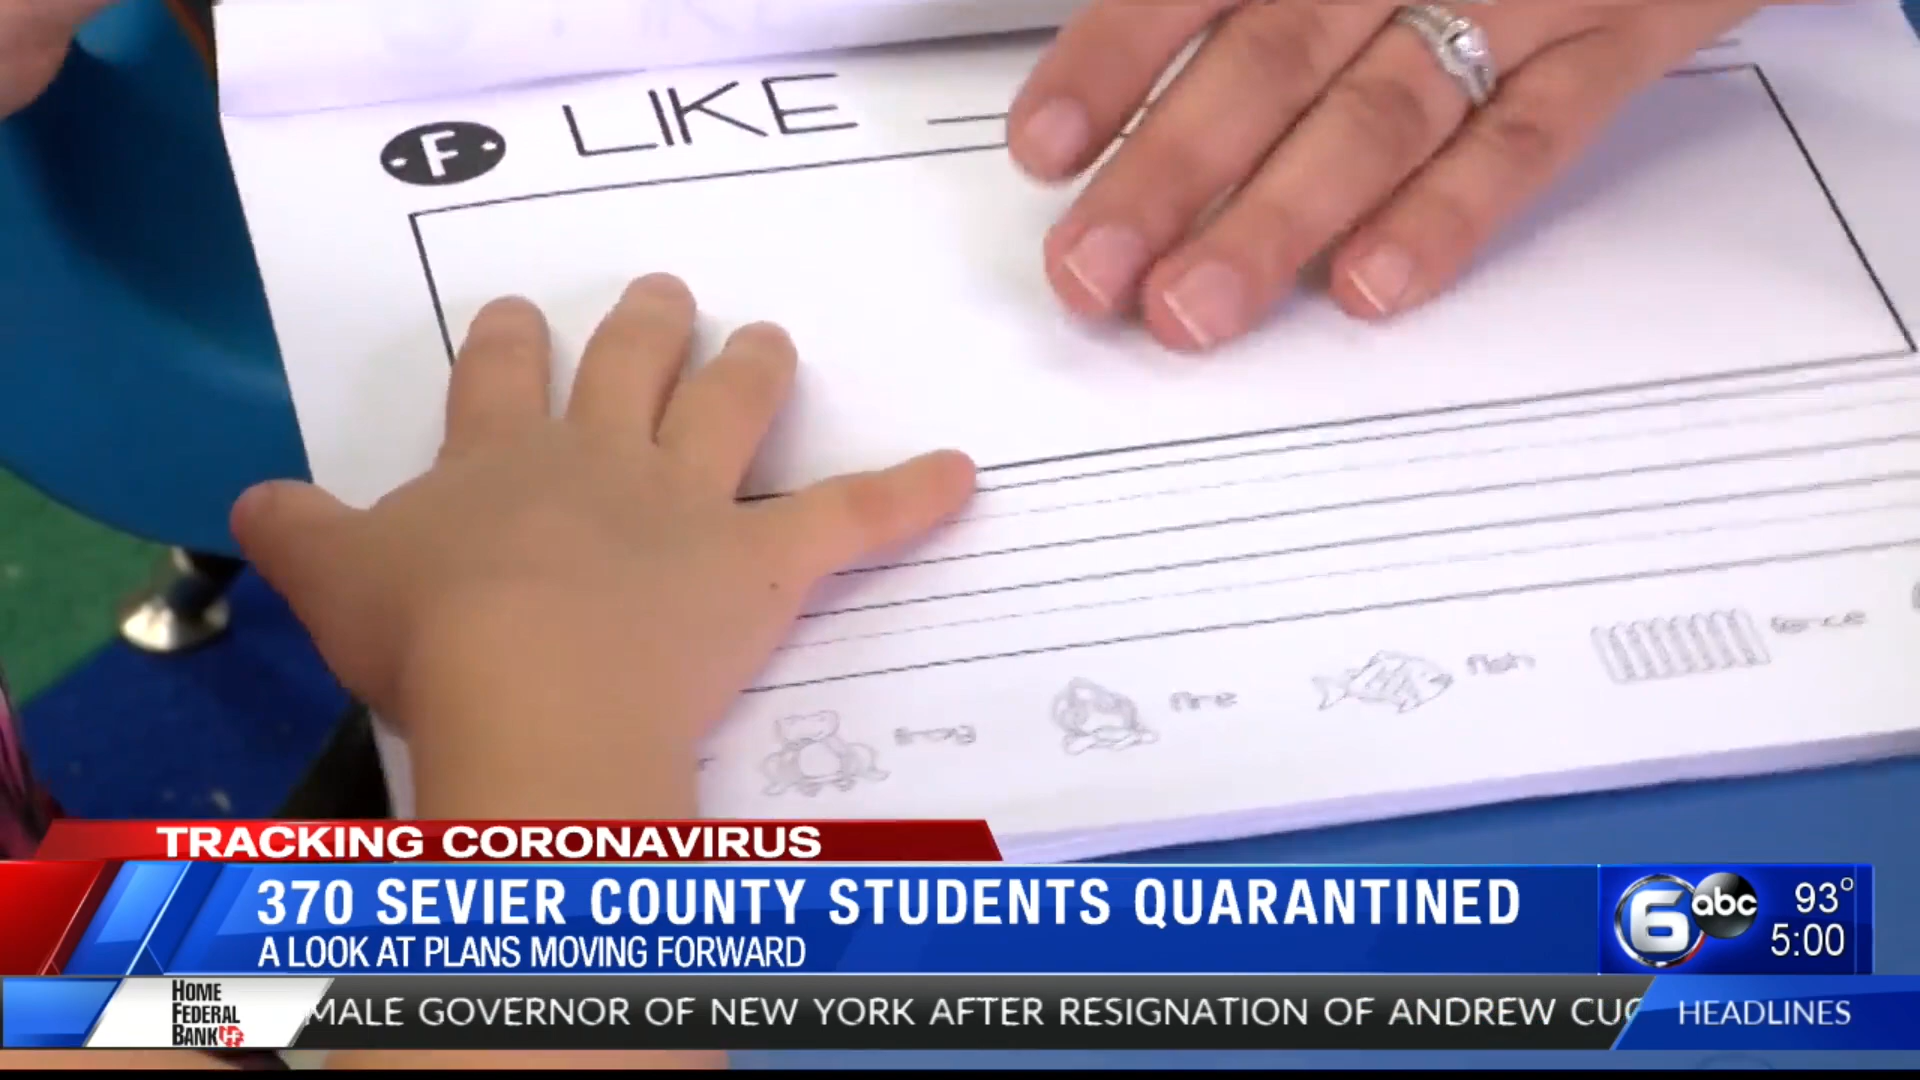 F LIKE
frog fire fish fence
TRACKING CORONAVIRUS
370 SEVIER COUNTY STUDENTS QUARANTINED
A LOOK AT PLANS MOVING FORWARD
6 abc 93°
5:00
HOME
FEDERAL
BANK
MALE GOVERNOR OF NEW YORK AFTER RESIGNATION OF ANDREW CUO
HEADLINES